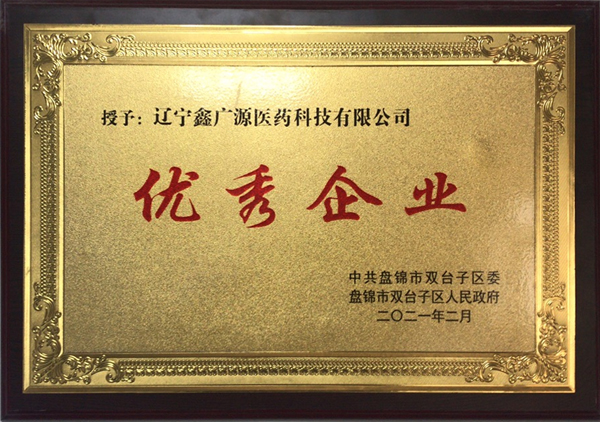 授予：辽宁鑫广源医药科技有限公司
优秀企业
中共盘锦市双台子区委
盘锦市双台子区人民政府
二〇二一年二月